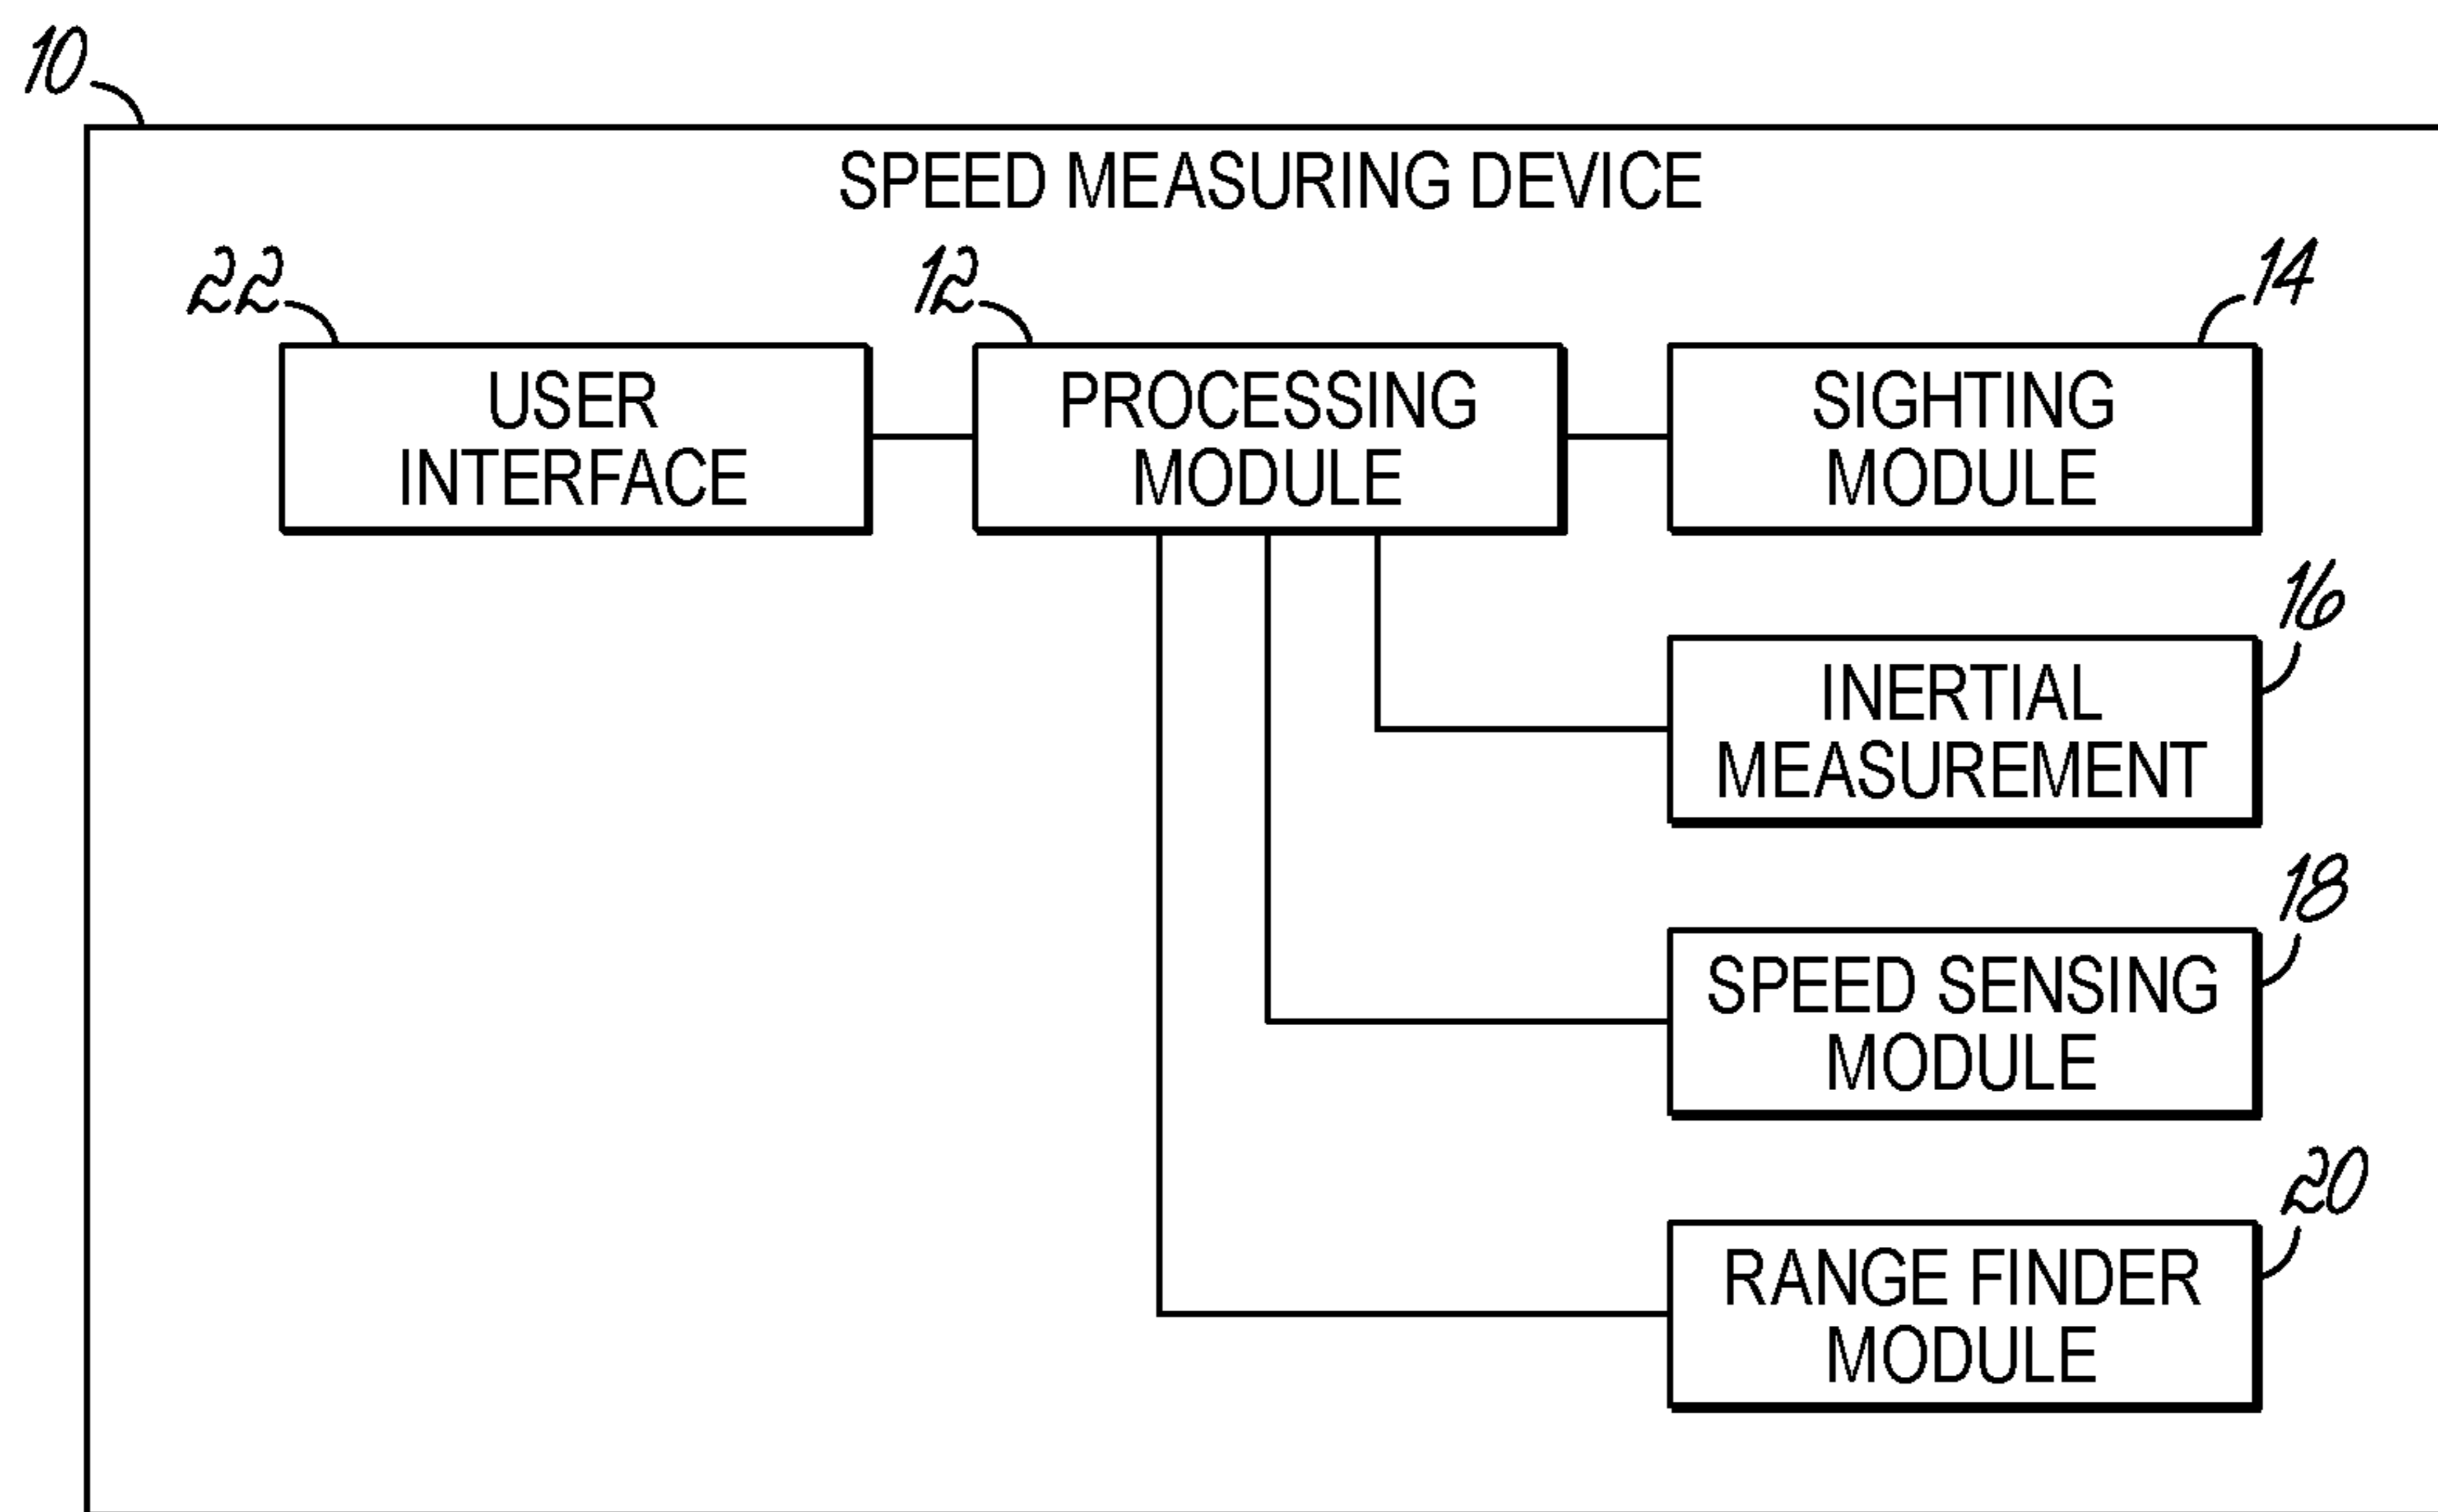 10
SPEED MEASURING DEVICE
22
12
14
USER
INTERFACE
PROCESSING
MODULE
SIGHTING
MODULE
16
INERTIAL
MEASUREMENT
18
SPEED SENSING
MODULE
20
RANGE FINDER
MODULE